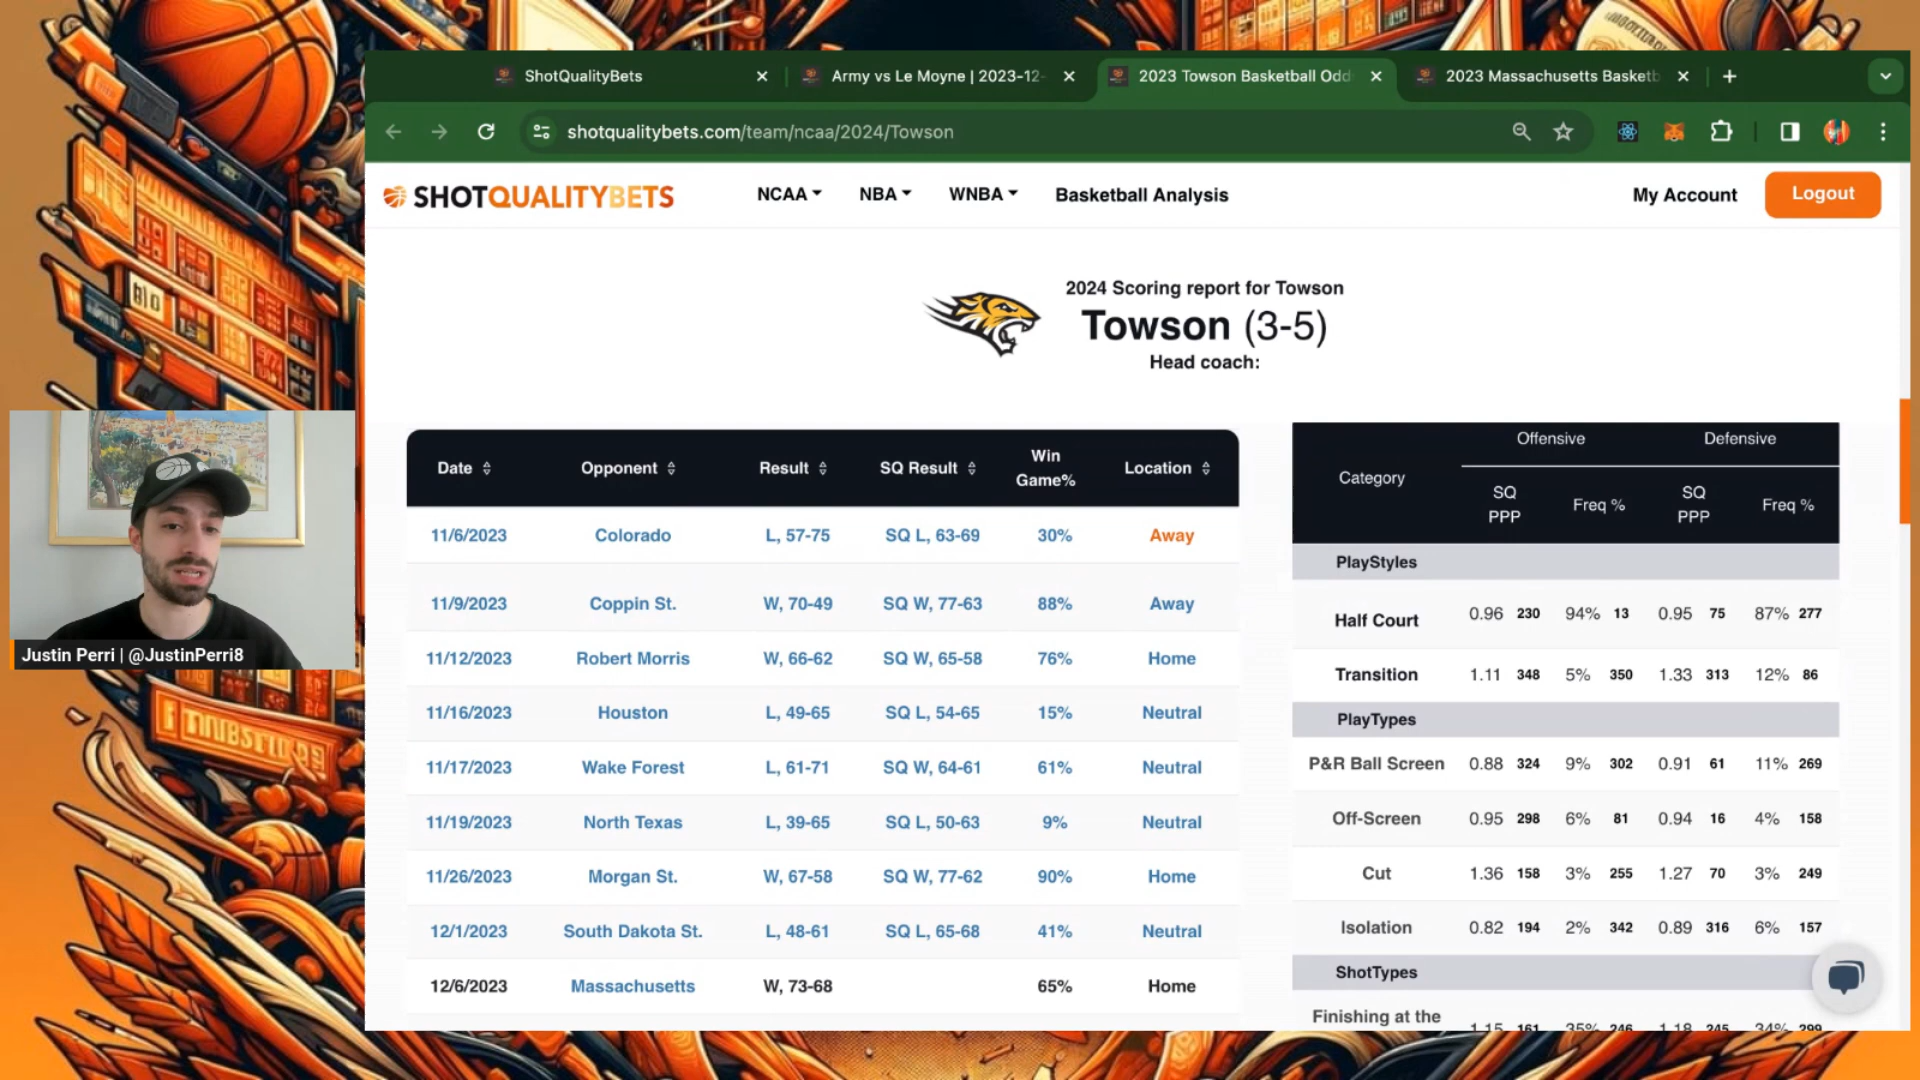 ShotQualityBets
Army vs Le Moyne | 2023-12-
2023 Towson Basketball Odd
2023 Massachusetts Basketb
shotqualitybets.com/team/ncaa/2024/Towson
SHOTQUALITYBETS
NCAA NBA WNBA Basketball Analysis My Account Logout
2024 Scoring report for Towson
Towson (3-5)
Head coach:
Date Opponent Result SQ Result Win Game% Location
11/6/2023 Colorado L, 57-75 SQ L, 63-69 30% Away
11/9/2023 Coppin St. W, 70-49 SQ W, 77-63 88% Away
11/12/2023 Robert Morris W, 66-62 SQ W, 65-58 76% Home
11/16/2023 Houston L, 49-65 SQ L, 54-65 15% Neutral
11/17/2023 Wake Forest L, 61-71 SQ W, 64-61 61% Neutral
11/19/2023 North Texas L, 39-65 SQ L, 50-63 9% Neutral
11/26/2023 Morgan St. W, 67-58 SQ W, 77-62 90% Home
12/1/2023 South Dakota St. L, 48-61 SQ L, 65-68 41% Neutral
12/6/2023 Massachusetts W, 73-68 65% Home
Offensive Defensive
Category SQ PPP Freq % SQ PPP Freq %
PlayStyles
Half Court 0.96 230 94% 13 0.95 75 87% 277
Transition 1.11 348 5% 350 1.33 313 12% 86
PlayTypes
P&R Ball Screen 0.88 324 9% 302 0.91 61 11% 269
Off-Screen 0.95 298 6% 81 0.94 16 4% 158
Cut 1.36 158 3% 255 1.27 70 3% 249
Isolation 0.82 194 2% 342 0.89 316 6% 157
ShotTypes
Finishing at the 1.15 161 35% 246 1.18 245 34% 299
Justin Perri | @JustinPerri8